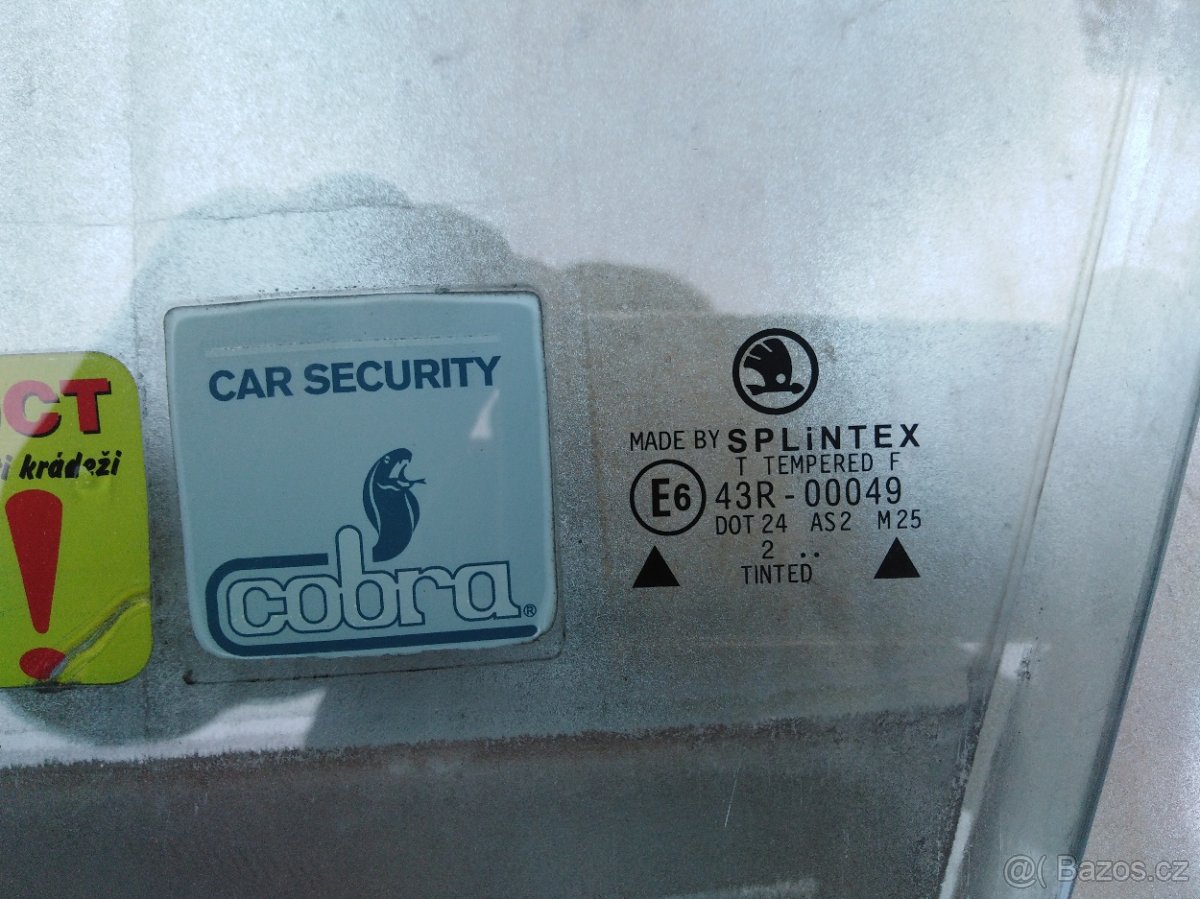 CT
krádeži
!
CAR SECURITY
cobra®
MADE BY SPLiNTEX
T TEMPERED F
E6 43R-00049
DOT 24 AS2 M25
2 ..
TINTED
@( Bazos.cz